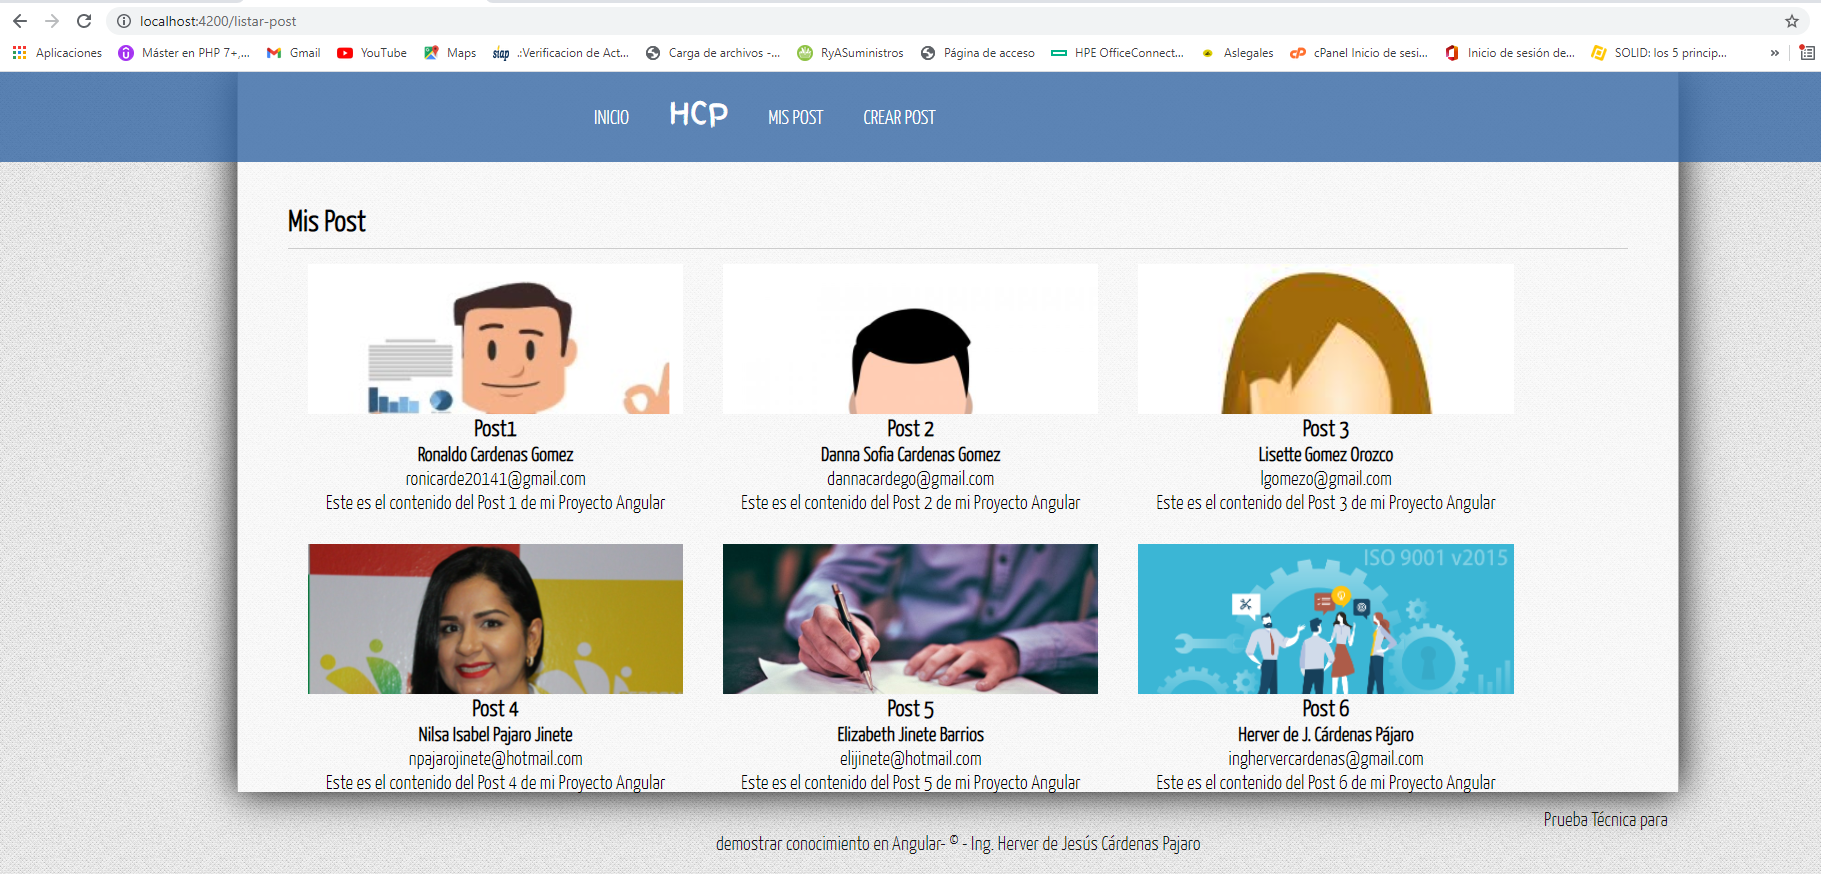 localhost:4200/listar-post
Aplicaciones Máster en PHP 7+,... Gmail YouTube Maps siap .:Verificacion de Act... Carga de archivos -... RyASuministros Página de acceso HPE OfficeConnect... Aslegales cPanel Inicio de sesi... Inicio de sesión de... SOLID: los 5 princip... »
INICIO HCP MIS POST CREAR POST
Mis Post
Post1
Ronaldo Cardenas Gomez
ronicarde20141@gmail.com
Este es el contenido del Post 1 de mi Proyecto Angular
Post 2
Danna Sofia Cardenas Gomez
dannacardego@gmail.com
Este es el contenido del Post 2 de mi Proyecto Angular
Post 3
Lisette Gomez Orozco
lgomezo@gmail.com
Este es el contenido del Post 3 de mi Proyecto Angular
Post 4
Nilsa Isabel Pajaro Jinete
npajarojinete@hotmail.com
Este es el contenido del Post 4 de mi Proyecto Angular
Post 5
Elizabeth Jinete Barrios
elijinete@hotmail.com
Este es el contenido del Post 5 de mi Proyecto Angular
ISO 9001 v2015
Post 6
Herver de J. Cárdenas Pájaro
inghervercardenas@gmail.com
Este es el contenido del Post 6 de mi Proyecto Angular
Prueba Técnica para
demostrar conocimiento en Angular- © - Ing. Herver de Jesús Cárdenas Pajaro